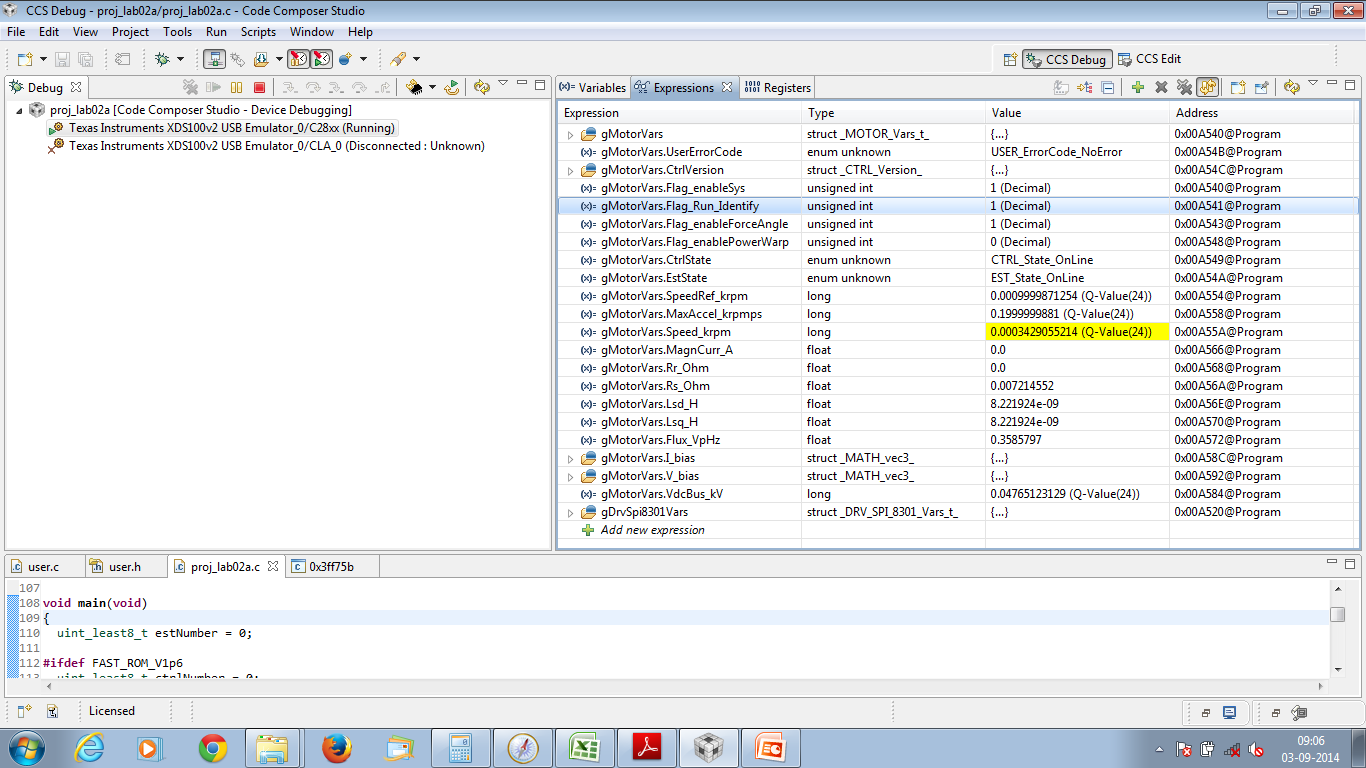 CCS Debug - proj_lab02a/proj_lab02a.c - Code Composer Studio
File Edit View Project Tools Run Scripts Window Help
CCS Debug CCS Edit
Debug
proj_lab02a [Code Composer Studio - Device Debugging]
Texas Instruments XDS100v2 USB Emulator_0/C28xx (Running)
Texas Instruments XDS100v2 USB Emulator_0/CLA_0 (Disconnected : Unknown)
(x)= Variables Expressions 1010 0101 Registers
Expression Type Value Address
gMotorVars struct _MOTOR_Vars_t_ {...} 0x00A540@Program
(x)= gMotorVars.UserErrorCode enum unknown USER_ErrorCode_NoError 0x00A54B@Program
gMotorVars.CtrlVersion struct _CTRL_Version_ {...} 0x00A54C@Program
(x)= gMotorVars.Flag_enableSys unsigned int 1 (Decimal) 0x00A540@Program
(x)= gMotorVars.Flag_Run_Identify unsigned int 1 (Decimal) 0x00A541@Program
(x)= gMotorVars.Flag_enableForceAngle unsigned int 1 (Decimal) 0x00A543@Program
(x)= gMotorVars.Flag_enablePowerWarp unsigned int 0 (Decimal) 0x00A548@Program
(x)= gMotorVars.CtrlState enum unknown CTRL_State_OnLine 0x00A549@Program
(x)= gMotorVars.EstState enum unknown EST_State_OnLine 0x00A54A@Program
(x)= gMotorVars.SpeedRef_krpm long 0.0009999871254 (Q-Value(24)) 0x00A554@Program
(x)= gMotorVars.MaxAccel_krpmps long 0.1999999881 (Q-Value(24)) 0x00A558@Program
(x)= gMotorVars.Speed_krpm long 0.0003429055214 (Q-Value(24)) 0x00A55A@Program
(x)= gMotorVars.MagnCurr_A float 0.0 0x00A566@Program
(x)= gMotorVars.Rr_Ohm float 0.0 0x00A568@Program
(x)= gMotorVars.Rs_Ohm float 0.007214552 0x00A56A@Program
(x)= gMotorVars.Lsd_H float 8.221924e-09 0x00A56E@Program
(x)= gMotorVars.Lsq_H float 8.221924e-09 0x00A570@Program
(x)= gMotorVars.Flux_VpHz float 0.3585797 0x00A572@Program
gMotorVars.I_bias struct _MATH_vec3_ {...} 0x00A58C@Program
gMotorVars.V_bias struct _MATH_vec3_ {...} 0x00A592@Program
(x)= gMotorVars.VdcBus_kV long 0.04765123129 (Q-Value(24)) 0x00A584@Program
gDrvSpi8301Vars struct _DRV_SPI_8301_Vars_t_ {...} 0x00A520@Program
Add new expression
user.c user.h proj_lab02a.c 0x3ff75b
107
108 void main(void)
109 {
110 uint_least8_t estNumber = 0;
111
112 #ifdef FAST_ROM_V1p6
113 uint_least8_t ctrlNumber = 0;
Licensed
09:06
03-09-2014